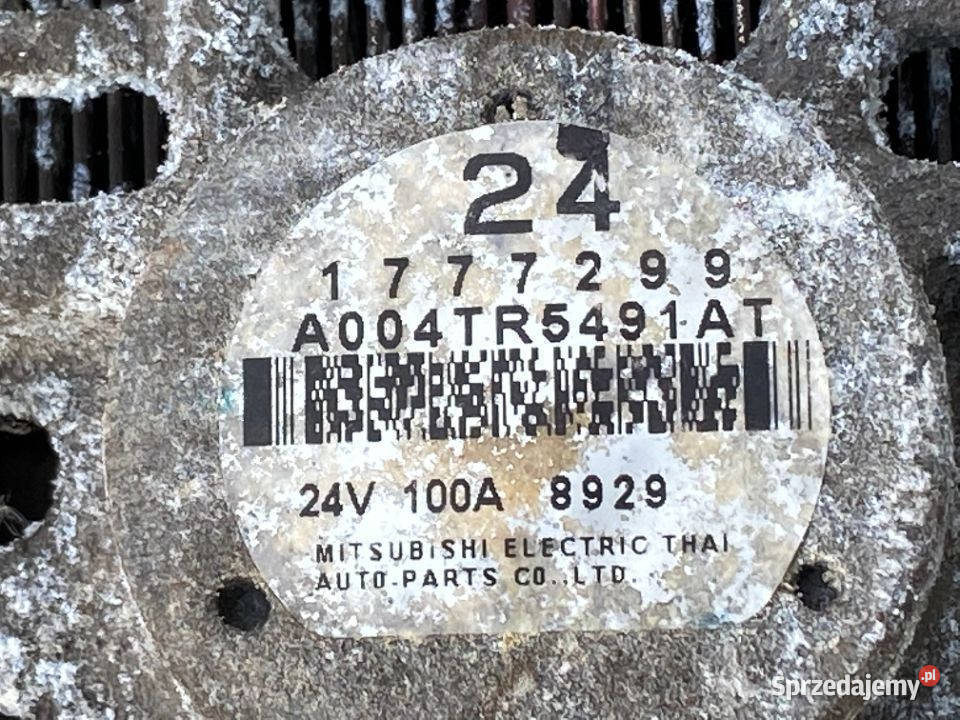 24
1777299
A004TR5491AT
24V 100A 8929
MITSUBISHI ELECTRIC THAI
AUTO-PARTS CO.,LTD.
Sprzedajemy.pl